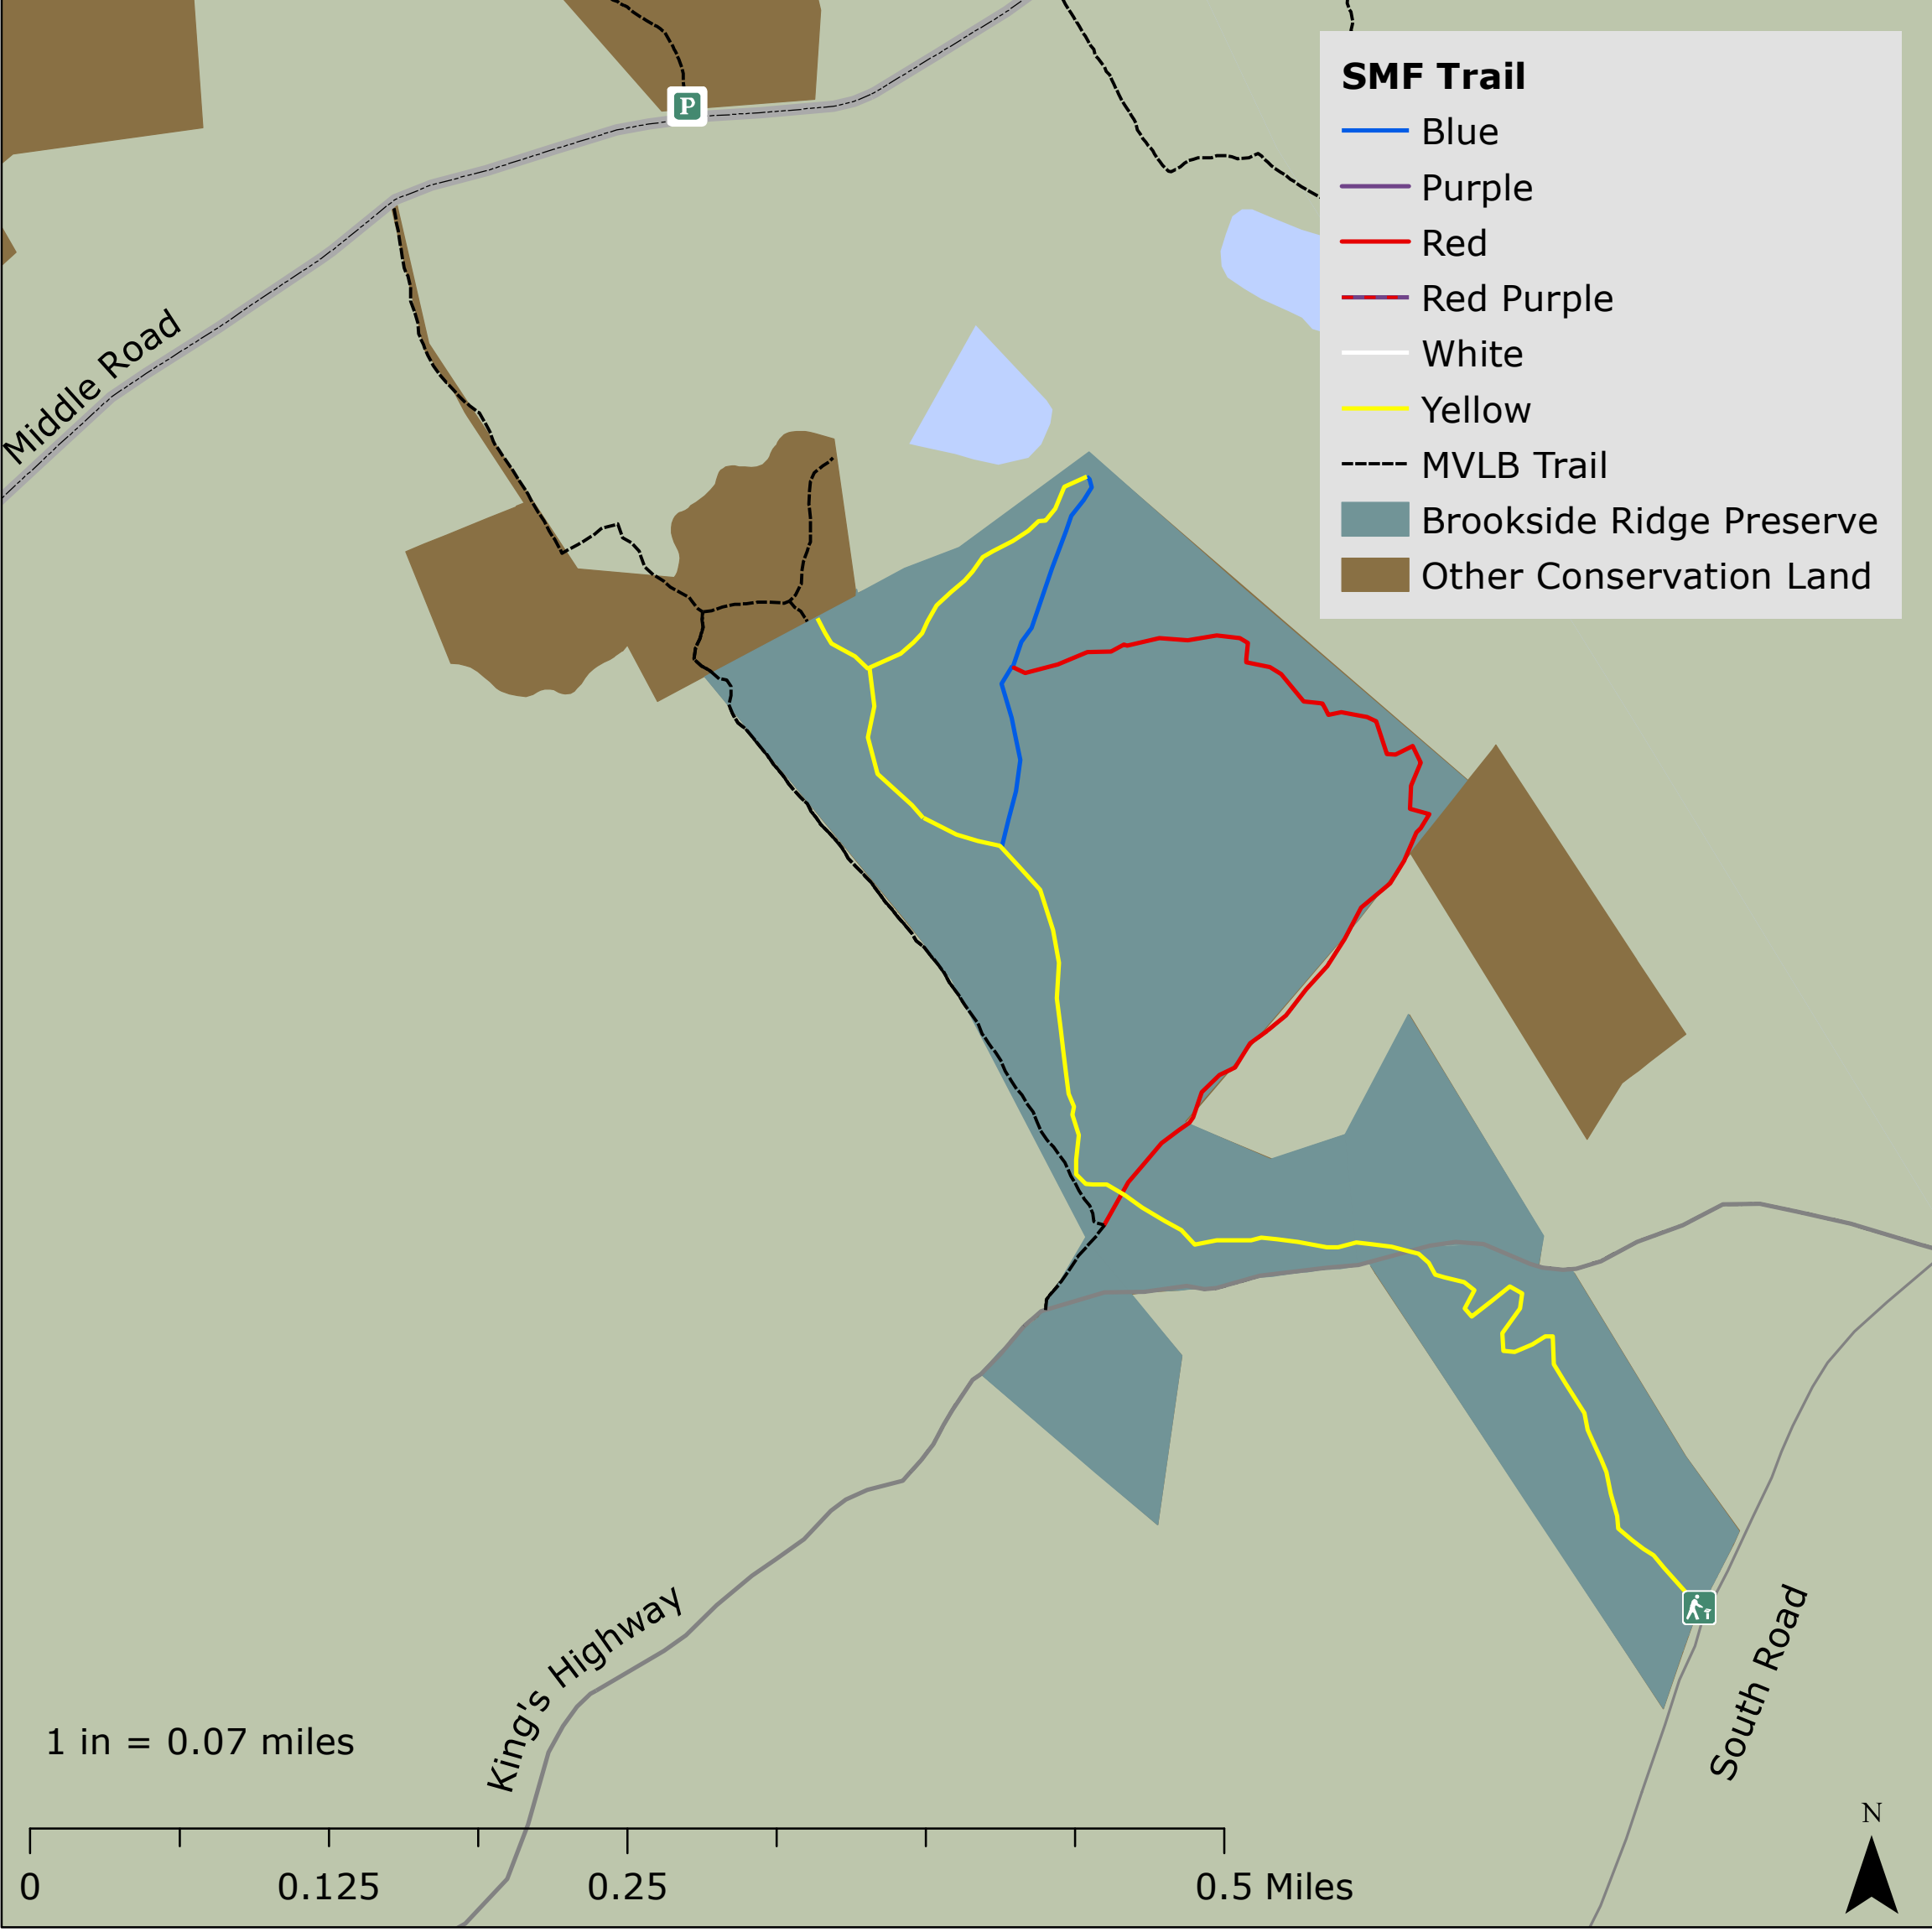 P
SMF Trail
Blue
Purple
Red
Red Purple
White
Yellow
MVLB Trail
Brookside Ridge Preserve
Other Conservation Land
Middle Road
King's Highway
South Road
1 in = 0.07 miles
N
0 0.125 0.25 0.5 Miles